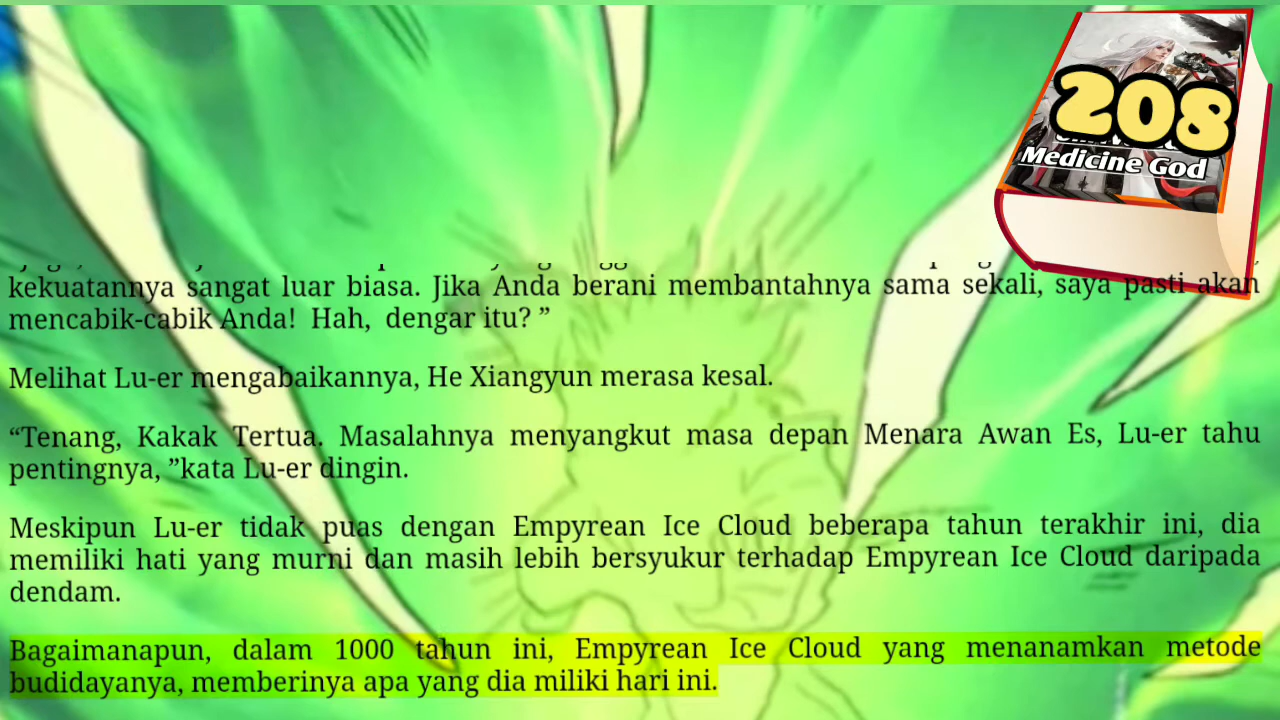 208
Medicine God
kekuatannya sangat luar biasa. Jika Anda berani membantahnya sama sekali, saya pasti akan
mencabik-cabik Anda! Hah, dengar itu? ”
Melihat Lu-er mengabaikannya, He Xiangyun merasa kesal.
“Tenang, Kakak Tertua. Masalahnya menyangkut masa depan Menara Awan Es, Lu-er tahu
pentingnya, ”kata Lu-er dingin.
Meskipun Lu-er tidak puas dengan Empyrean Ice Cloud beberapa tahun terakhir ini, dia
memiliki hati yang murni dan masih lebih bersyukur terhadap Empyrean Ice Cloud daripada
dendam.
Bagaimanapun, dalam 1000 tahun ini, Empyrean Ice Cloud yang menanamkan metode
budidayanya, memberinya apa yang dia miliki hari ini.